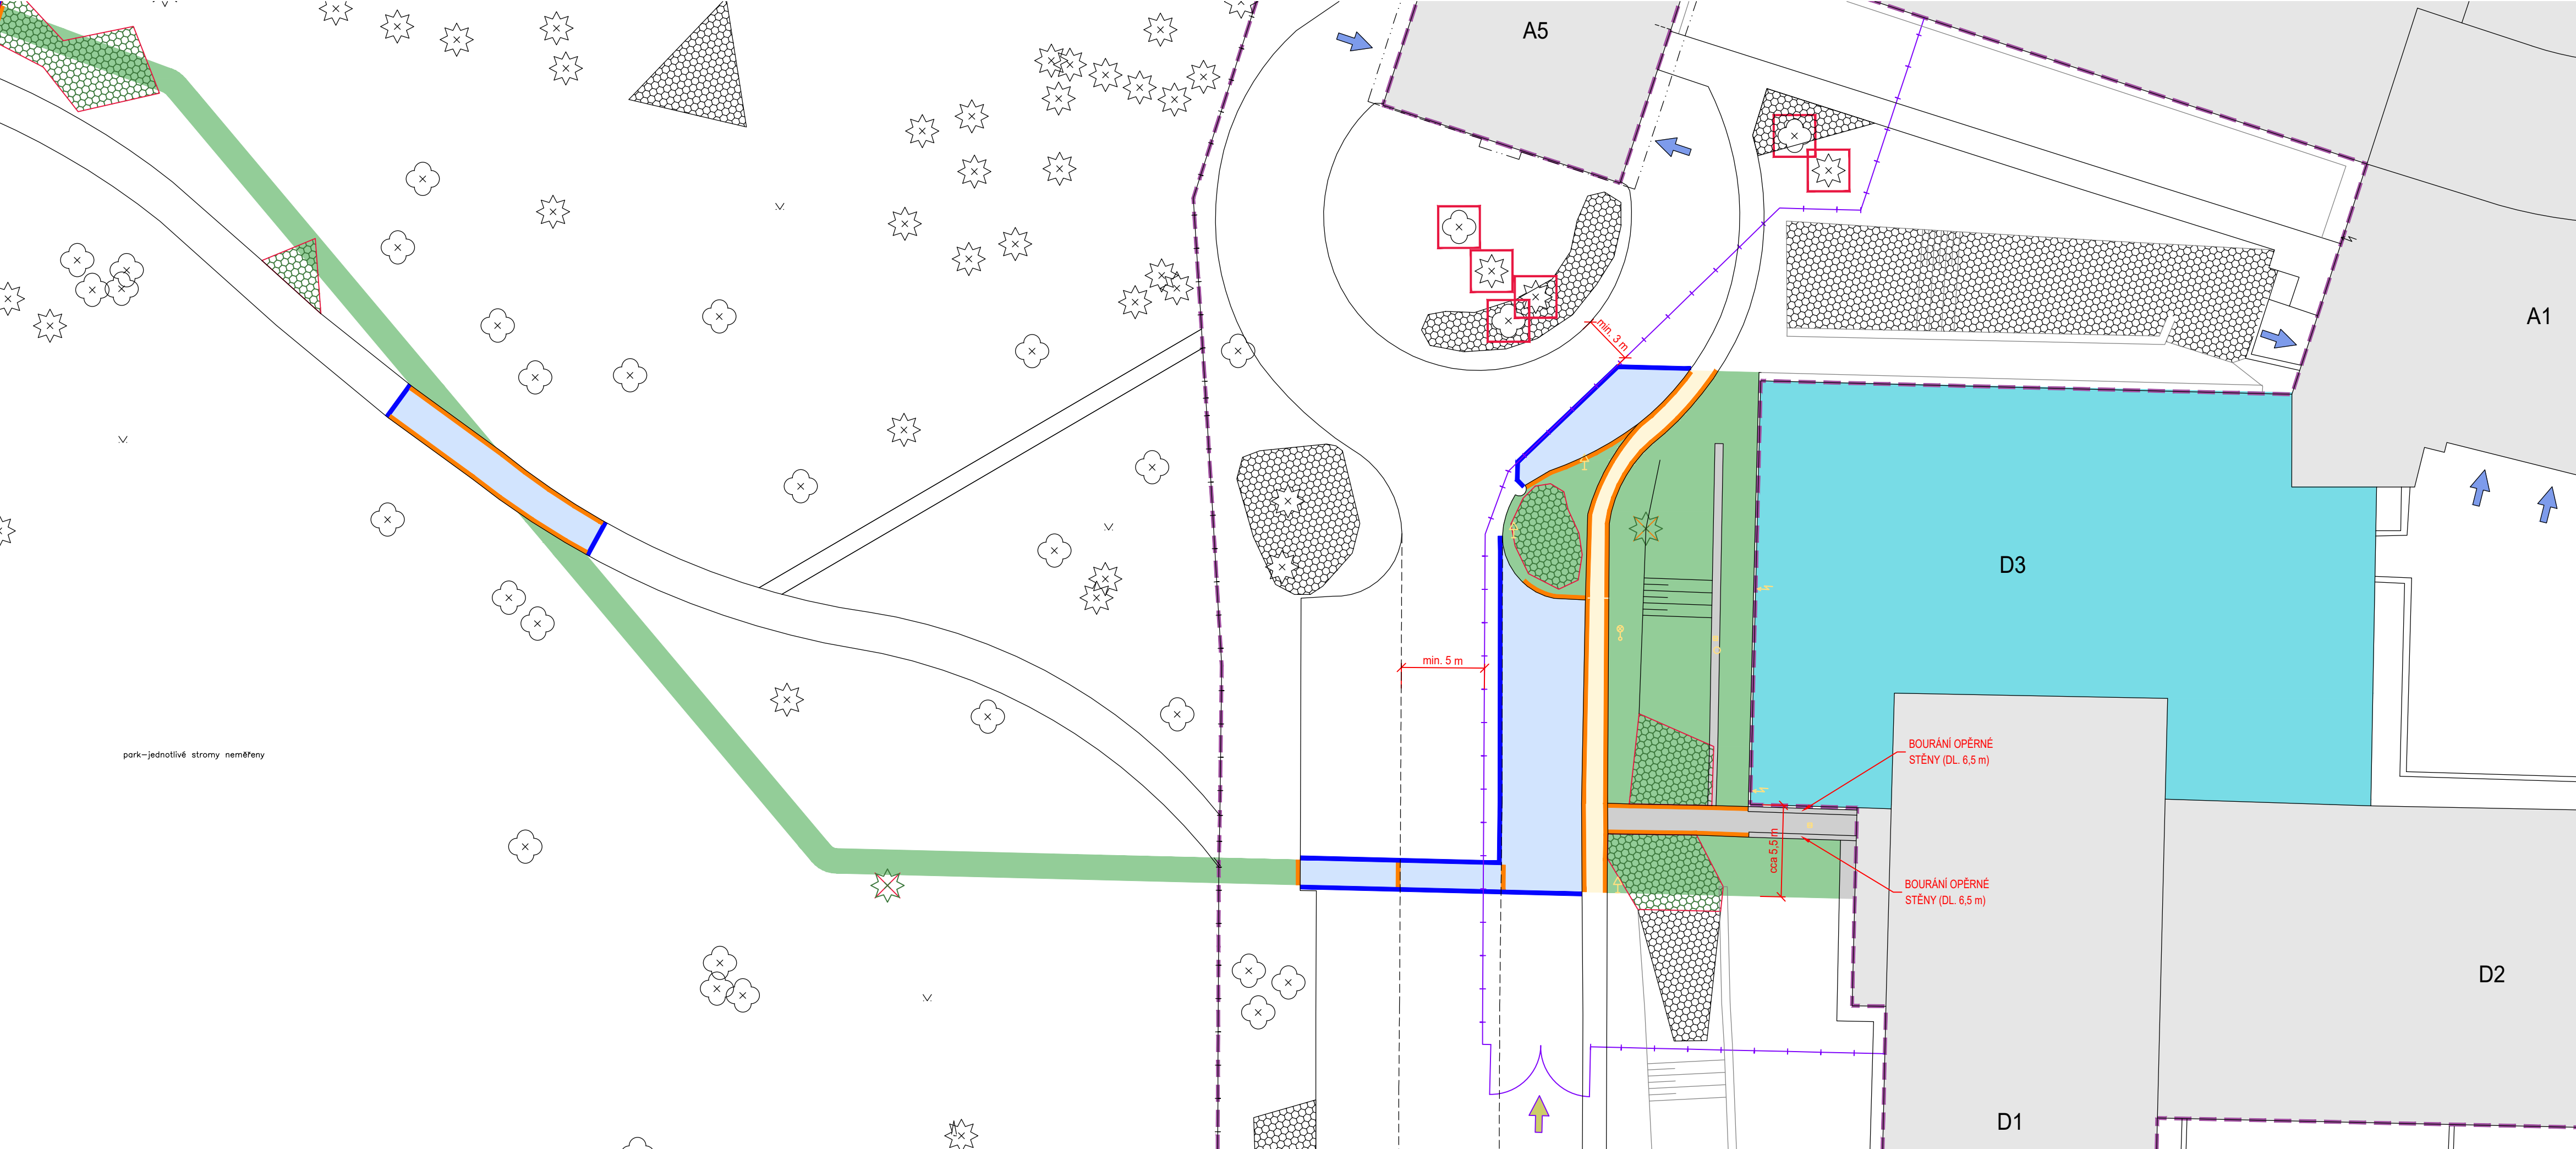 A5
A1
min. 3 m
D3
min. 5 m
BOURÁNÍ OPĚRNÉ
STĚNY (DL. 6,5 m)
park-jednotlivé stromy neměřeny
cca 5,5 m
BOURÁNÍ OPĚRNÉ
STĚNY (DL. 6,5 m)
D2
D1